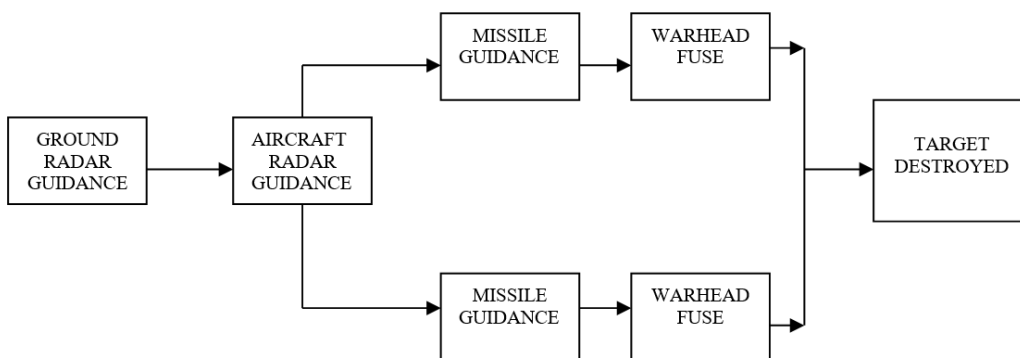 GROUND
RADAR
GUIDANCE
AIRCRAFT
RADAR
GUIDANCE
MISSILE
GUIDANCE
WARHEAD
FUSE
MISSILE
GUIDANCE
WARHEAD
FUSE
TARGET
DESTROYED